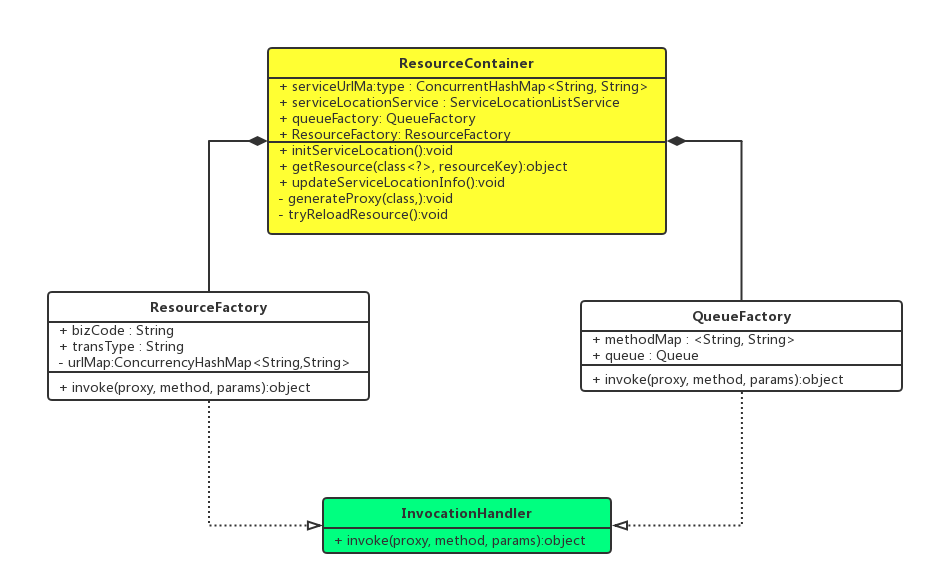 ResourceContainer
+ serviceUrlMa:type : ConcurrentHashMap<String, String>
+ serviceLocationService : ServiceLocationListService
+ queueFactory: QueueFactory
+ ResourceFactory: ResourceFactory
+ initServiceLocation():void
+ getResource(class<?>, resourceKey):object
+ updateServiceLocationInfo():void
- generateProxy(class,):void
- tryReloadResource():void
ResourceFactory
+ bizCode : String
+ transType : String
- urlMap:ConcurrencyHashMap<String,String>
+ invoke(proxy, method, params):object
QueueFactory
+ methodMap : <String, String>
+ queue : Queue
+ invoke(proxy, method, params):object
InvocationHandler
+ invoke(proxy, method, params):object